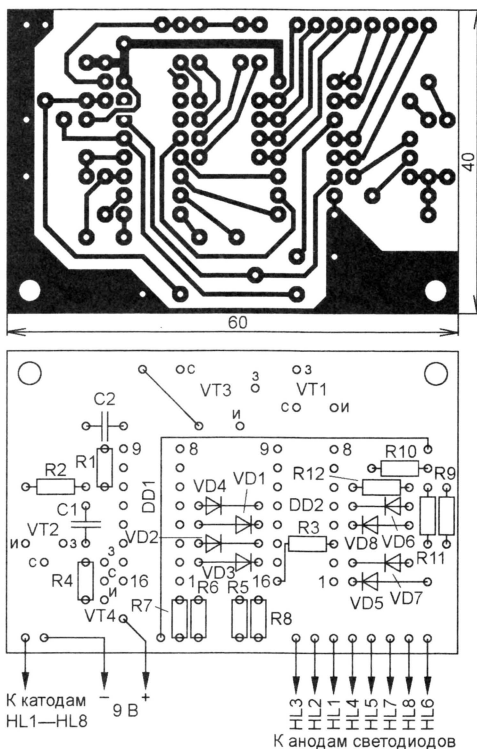 40
60
C2
с
VT3
з
з
VT1
с
и
и
R1
9
8
9
8
R10
R2
DD1
VD4
VD1
R12
R9
C1
DD2
VT2
VD2
R3
VD8
VD6
и
з
з
R11
с
с
VD3
R4
16
1
16
1
и
R6
R5
VD5
VD7
VT4
R7
R8
К катодам
HL1—HL8
−
9 В
+
HL3
HL2
HL1
HL4
HL5
HL7
HL8
HL6
К анодам светодиодов